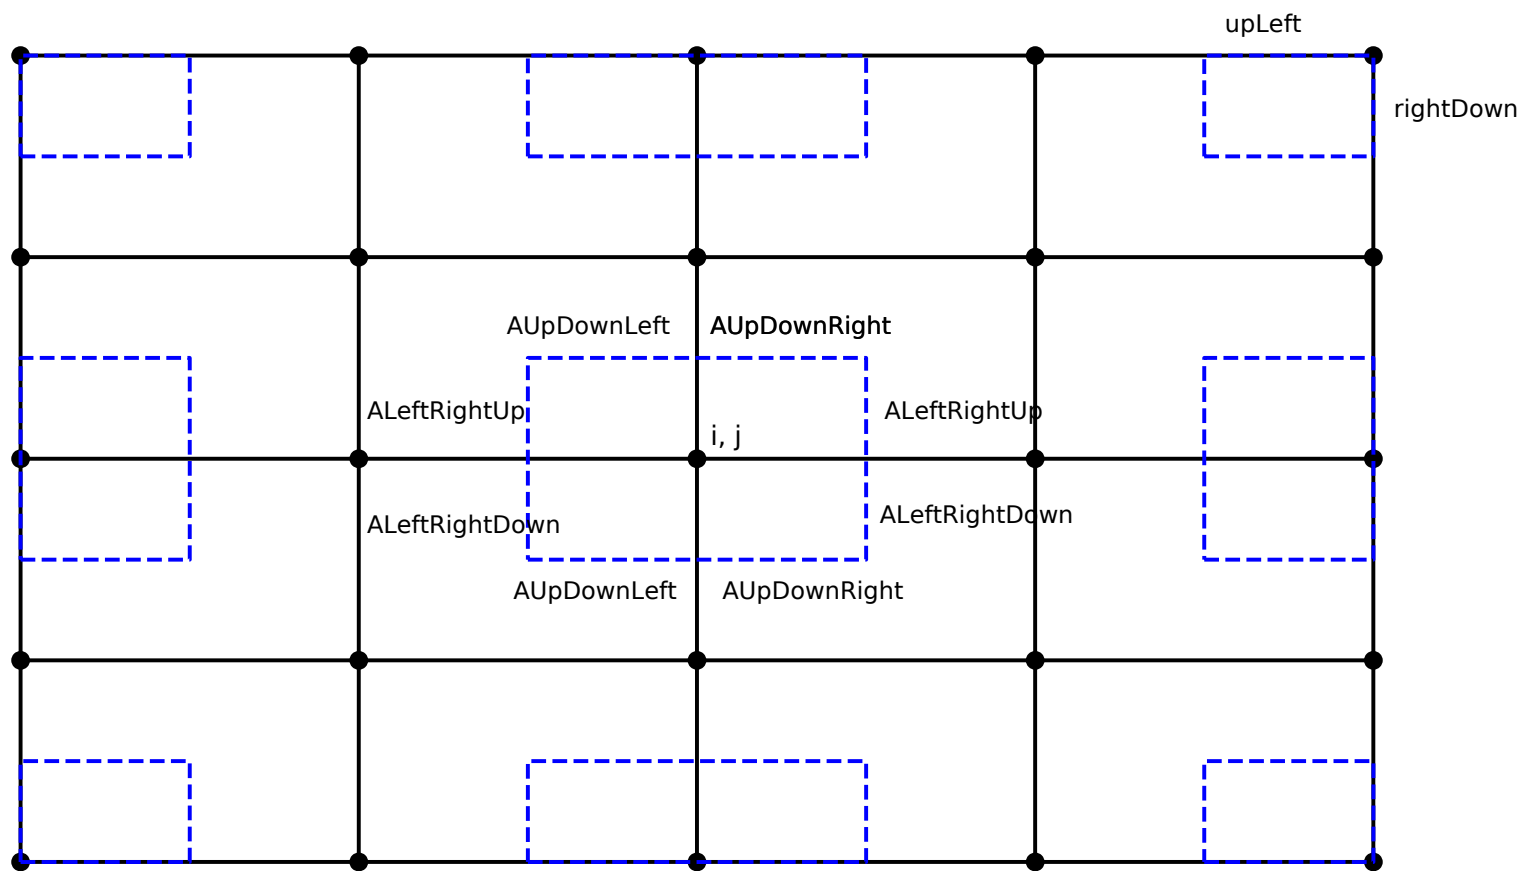 upLeft
rightDown
AUpDownLeft
AUpDownRight
ALeftRightUp
ALeftRightUp
i, j
ALeftRightDown
ALeftRightDown
AUpDownLeft
AUpDownRight